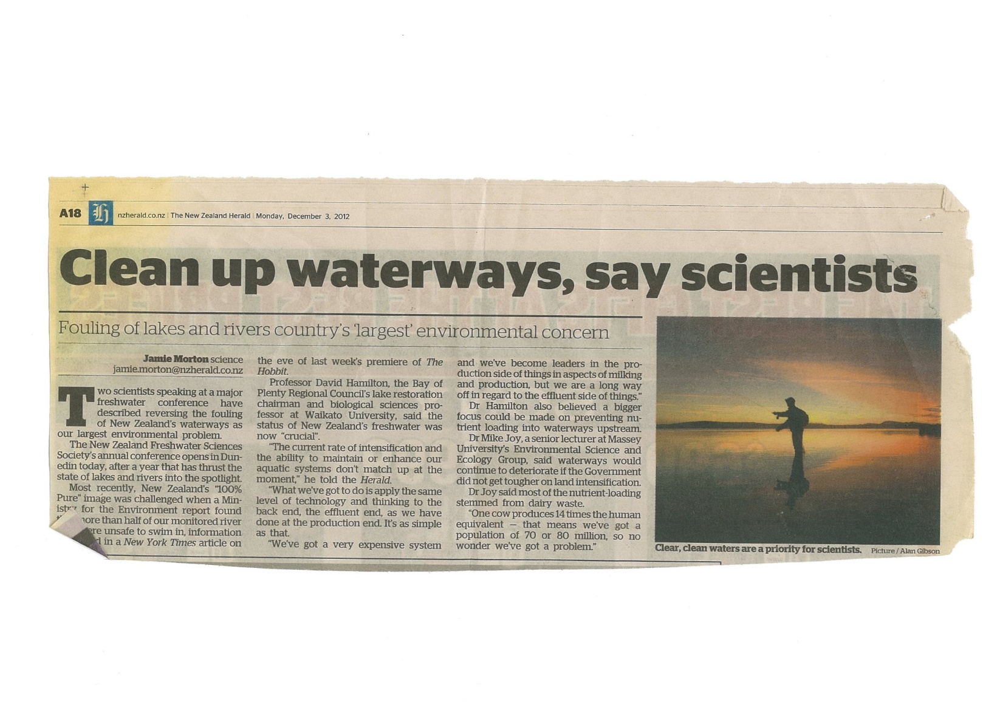 A18 nzherald.co.nz | The New Zealand Herald | Monday, December 3, 2012
Clean up waterways, say scientists
Fouling of lakes and rivers country's 'largest' environmental concern
Jamie Morton science
jamie.morton@nzherald.co.nz
Two scientists speaking at a major
freshwater conference have
described reversing the fouling
of New Zealand's waterways as
our largest environmental problem.
The New Zealand Freshwater Sciences
Society's annual conference opens in Dun-
edin today, after a year that has thrust the
state of lakes and rivers into the spotlight.
Most recently, New Zealand's "100%
Pure" image was challenged when a Min-
istry for the Environment report found
more than half of our monitored river
unsafe to swim in, information
in a New York Times article on
the eve of last week's premiere of The
Hobbit.
Professor David Hamilton, the Bay of
Plenty Regional Council's lake restoration
chairman and biological sciences pro-
fessor at Waikato University, said the
status of New Zealand's freshwater was
now "crucial".
"The current rate of intensification and
the ability to maintain or enhance our
aquatic systems don't match up at the
moment," he told the Herald.
"What we've got to do is apply the same
level of technology and thinking to the
back end, the effluent end, as we have
done at the production end. It's as simple
as that.
"We've got a very expensive system
and we've become leaders in the pro-
duction side of things in aspects of milking
and production, but we are a long way
off in regard to the effluent side of things."
Dr Hamilton also believed a bigger
focus could be made on preventing nu-
trient loading into waterways upstream.
Dr Mike Joy, a senior lecturer at Massey
University's Environmental Science and
Ecology Group, said waterways would
continue to deteriorate if the Government
did not get tougher on land intensification.
Dr Joy said most of the nutrient-loading
stemmed from dairy waste.
"One cow produces 14 times the human
equivalent – that means we've got a
population of 70 or 80 million, so no
wonder we've got a problem."
Clear, clean waters are a priority for scientists. Picture / Alan Gibson